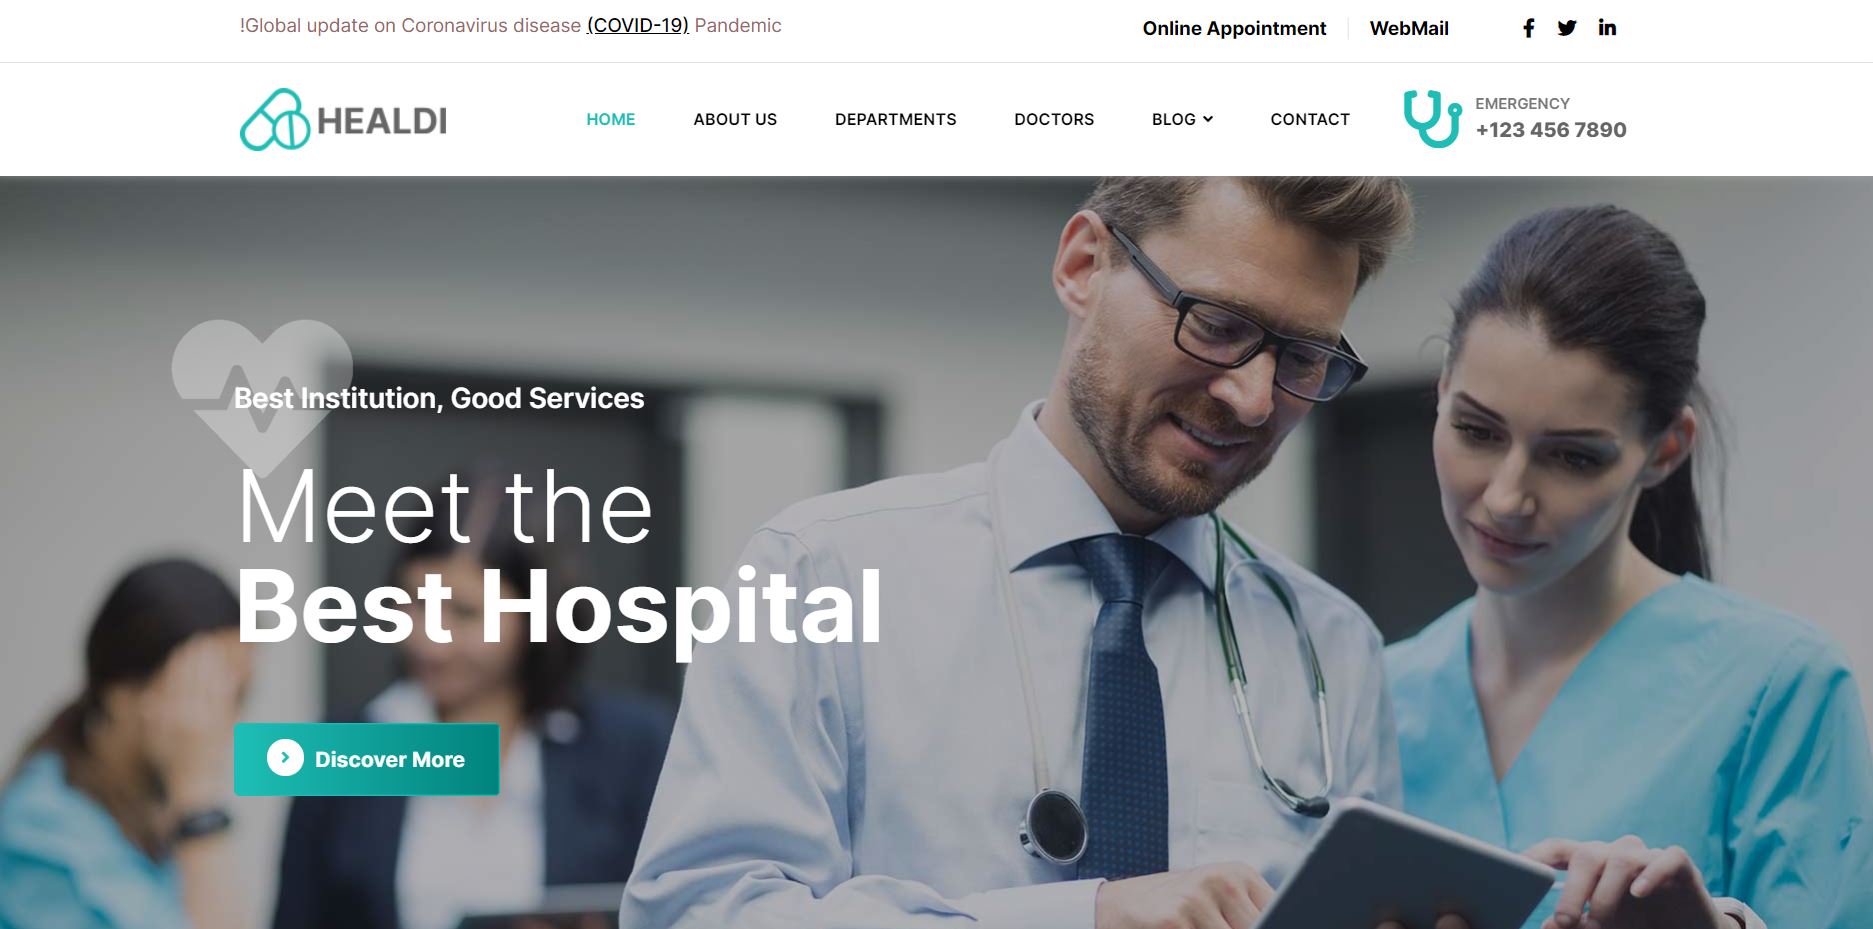 !Global update on Coronavirus disease (COVID-19) Pandemic
Online Appointment
WebMail
HEALDI
HOME
ABOUT US
DEPARTMENTS
DOCTORS
BLOG
CONTACT
EMERGENCY
+123 456 7890
Best Institution, Good Services
Meet the
Best Hospital
Discover More